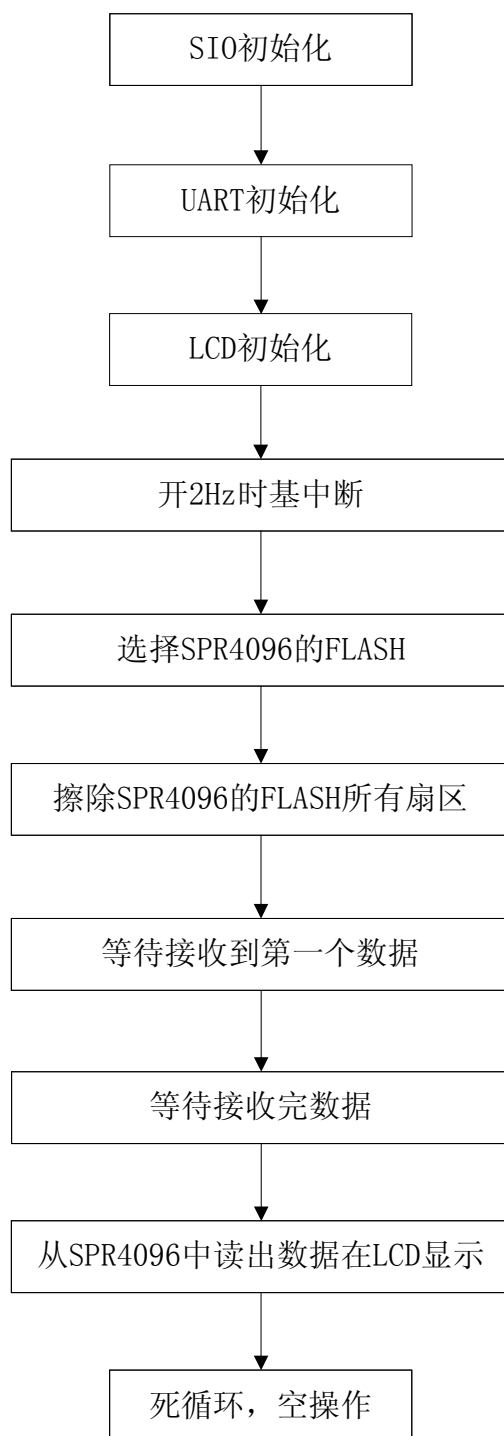 SIO初始化
UART初始化
LCD初始化
开2Hz时基中断
选择SPR4096的FLASH
擦除SPR4096的FLASH所有扇区
等待接收到第一个数据
等待接收完数据
从SPR4096中读出数据在LCD显示
死循环，空操作